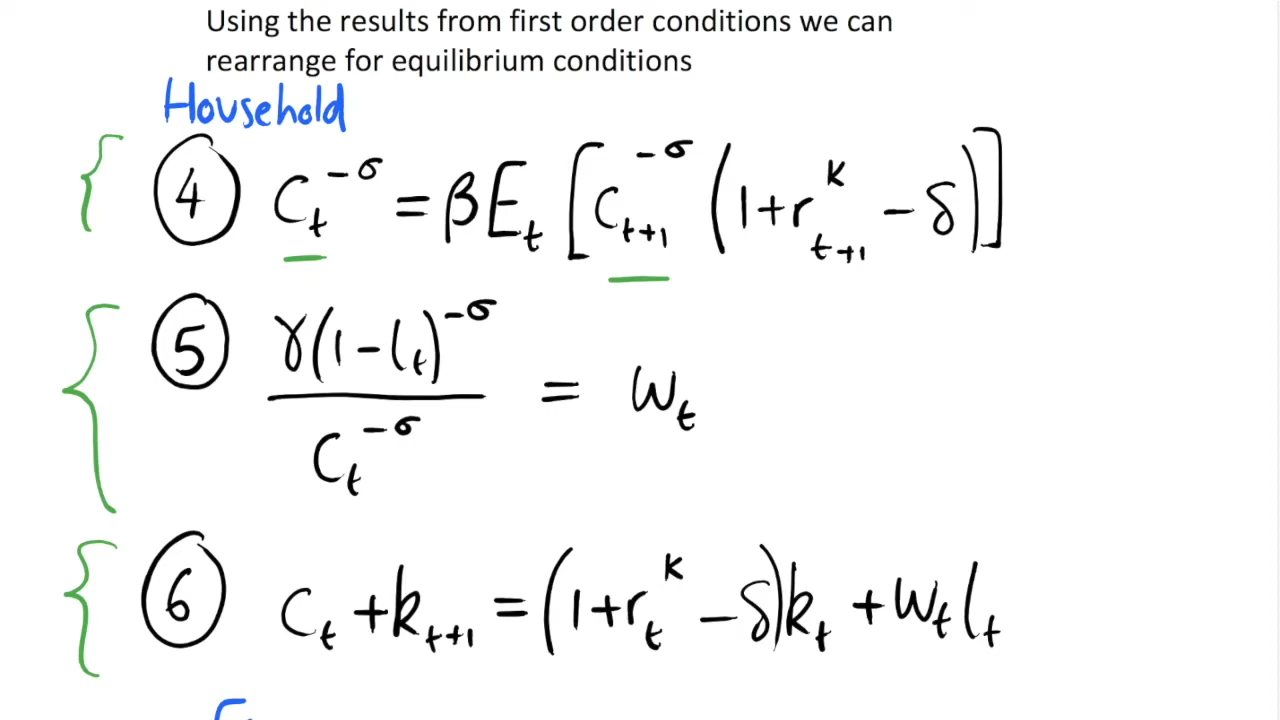 Using the results from first order conditions we can
rearrange for equilibrium conditions
Household
④ C_t^{-σ} = βE_t [C_{t+1}^{-σ} (1+r_{t+1}^k - δ)]
⑤ γ(1-l_t)^{-σ} / C_t^{-σ} = w_t
⑥ C_t + k_{t+1} = (1+r_t^k - δ)k_t + w_t l_t